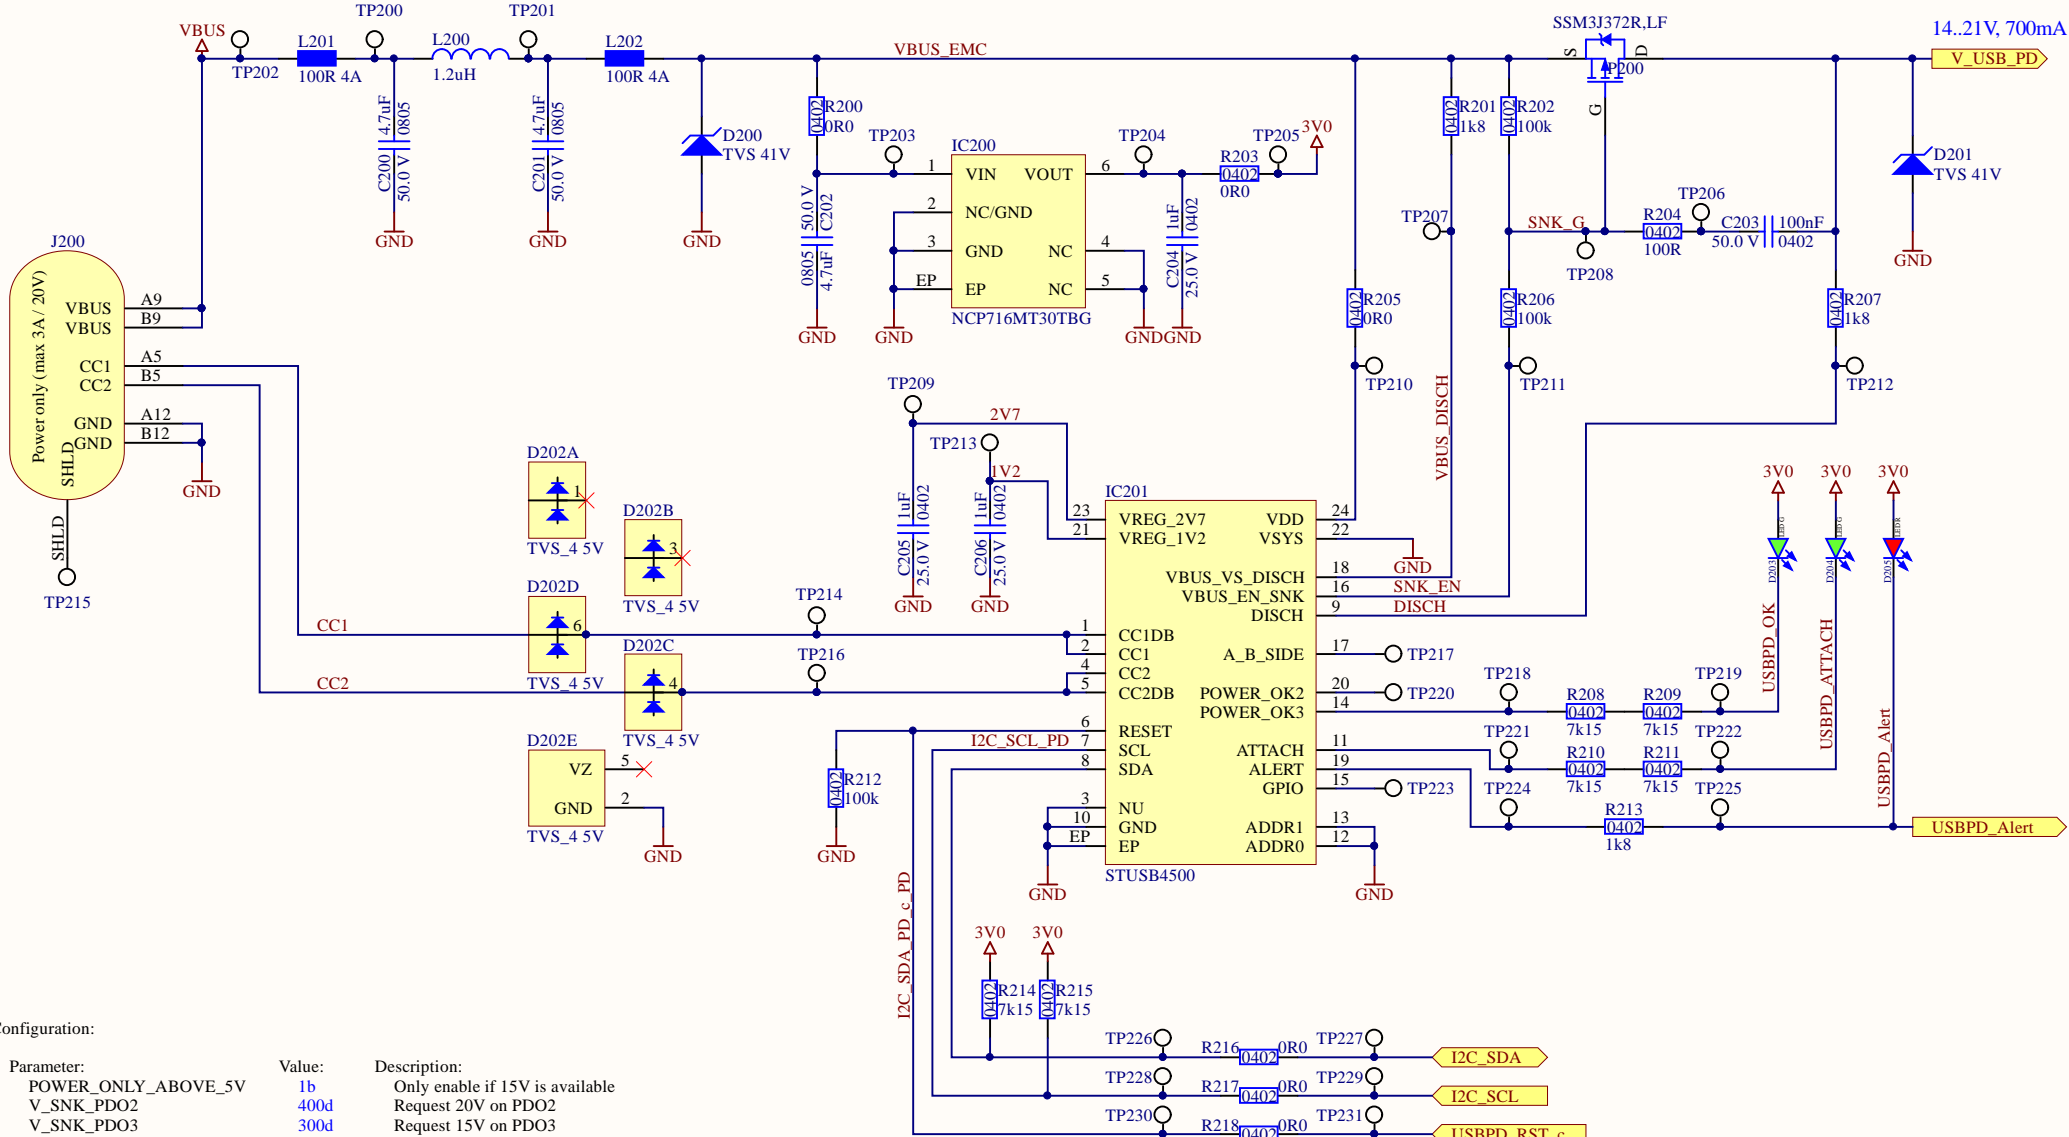 VBUS
TP202
L201
100R 4A
TP200
C200
4.7uF
50.0 V
0805
GND
L200
1.2uH
TP201
C201
4.7uF
50.0 V
0805
GND
L202
100R 4A
D200
TVS 41V
GND
VBUS_EMC
R200
0402
0R0
TP203
C202
50.0 V
0805
4.7uF
GND
IC200
1 VIN
2 NC/GND
3 GND
EP EP
VOUT 6
NC 4
NC 5
NCP716MT30TBG
GND
GND
TP204
C204
1uF
25.0 V
0402
GND
R203
0402
0R0
TP205
3V0
R205
0402
0R0
TP210
R201
0402
1k8
TP207
VBUS_DISCH
R202
0402
100k
SNK_G
TP208
R206
0402
100k
TP211
SSM3J372R,LF
S
D
G
P200
R204
0402
100R
TP206
C203
50.0 V
100nF
0402
R207
0402
1k8
TP212
14..21V, 700mA
V_USB_PD
D201
TVS 41V
GND
J200
Power only (max 3A / 20V)
VBUS A9
VBUS B9
CC1 A5
CC2 B5
GND A12
GND B12
SHLD
SHLD
TP215
GND
CC1
CC2
D202A
1
TVS_4 5V
D202B
3
TVS_4 5V
D202D
6
TVS_4 5V
D202C
4
TVS_4 5V
D202E
VZ 5
GND 2
TVS_4 5V
GND
TP214
TP216
TP209
2V7
C205
1uF
25.0 V
0402
GND
TP213
1V2
C206
1uF
25.0 V
0402
GND
IC201
23 VREG_2V7
21 VREG_1V2
1 CC1DB
2 CC1
4 CC2
5 CC2DB
6 RESET
7 SCL
8 SDA
3 NU
10 GND
EP EP
VDD 24
VSYS 22
VBUS_VS_DISCH 18
VBUS_EN_SNK 16
DISCH 9
A_B_SIDE 17
POWER_OK2 20
POWER_OK3 14
ATTACH 11
ALERT 19
GPIO 15
ADDR1 13
ADDR0 12
STUSB4500
GND
GND
GND
SNK_EN
DISCH
TP217
TP220
TP218
R208
0402
7k15
R209
0402
7k15
TP219
TP221
R210
0402
7k15
R211
0402
7k15
TP222
TP223
TP224
R213
0402
1k8
TP225
3V0
LED G
D203
USBPD_OK
3V0
LED G
D204
USBPD_ATTACH
3V0
LED R
D205
USBPD_Alert
USBPD_Alert
I2C_SCL_PD
R212
0402
100k
GND
I2C_SDA_PD_c_PD
3V0
R214
0402
7k15
3V0
R215
0402
7k15
TP226
R216
0402
0R0
TP227
I2C_SDA
TP228
R217
0402
0R0
TP229
I2C_SCL
TP230
R218
0402
0R0
TP231
USBPD_RST_c
onfiguration:
Parameter: Value: Description:
POWER_ONLY_ABOVE_5V 1b Only enable if 15V is available
V_SNK_PDO2 400d Request 20V on PDO2
V_SNK_PDO3 300d Request 15V on PDO3